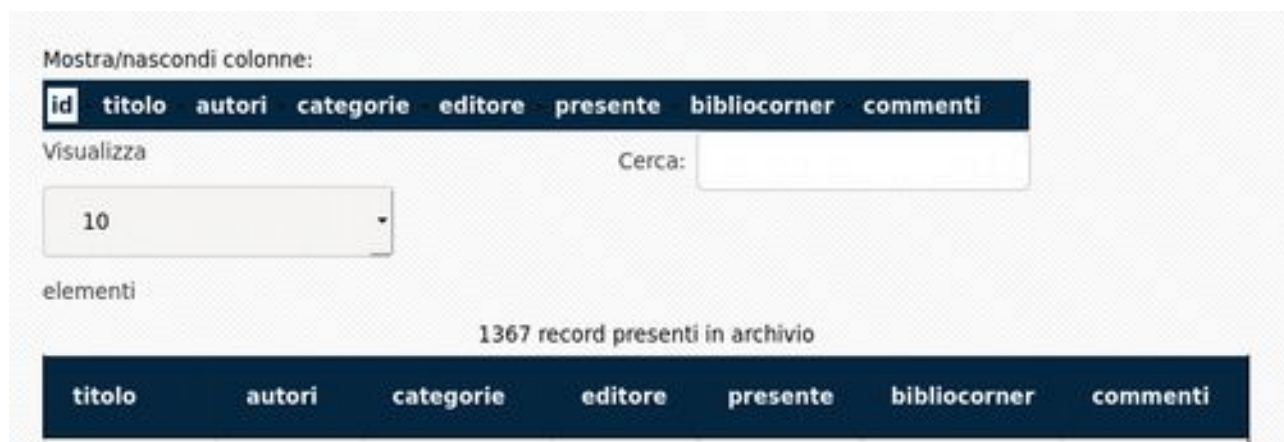 Mostra/nascondi colonne:
id - titolo - autori - categorie - editore - presente - bibliocorner - commenti
Visualizza
Cerca:
10
elementi
1367 record presenti in archivio
titolo autori categorie editore presente bibliocorner commenti